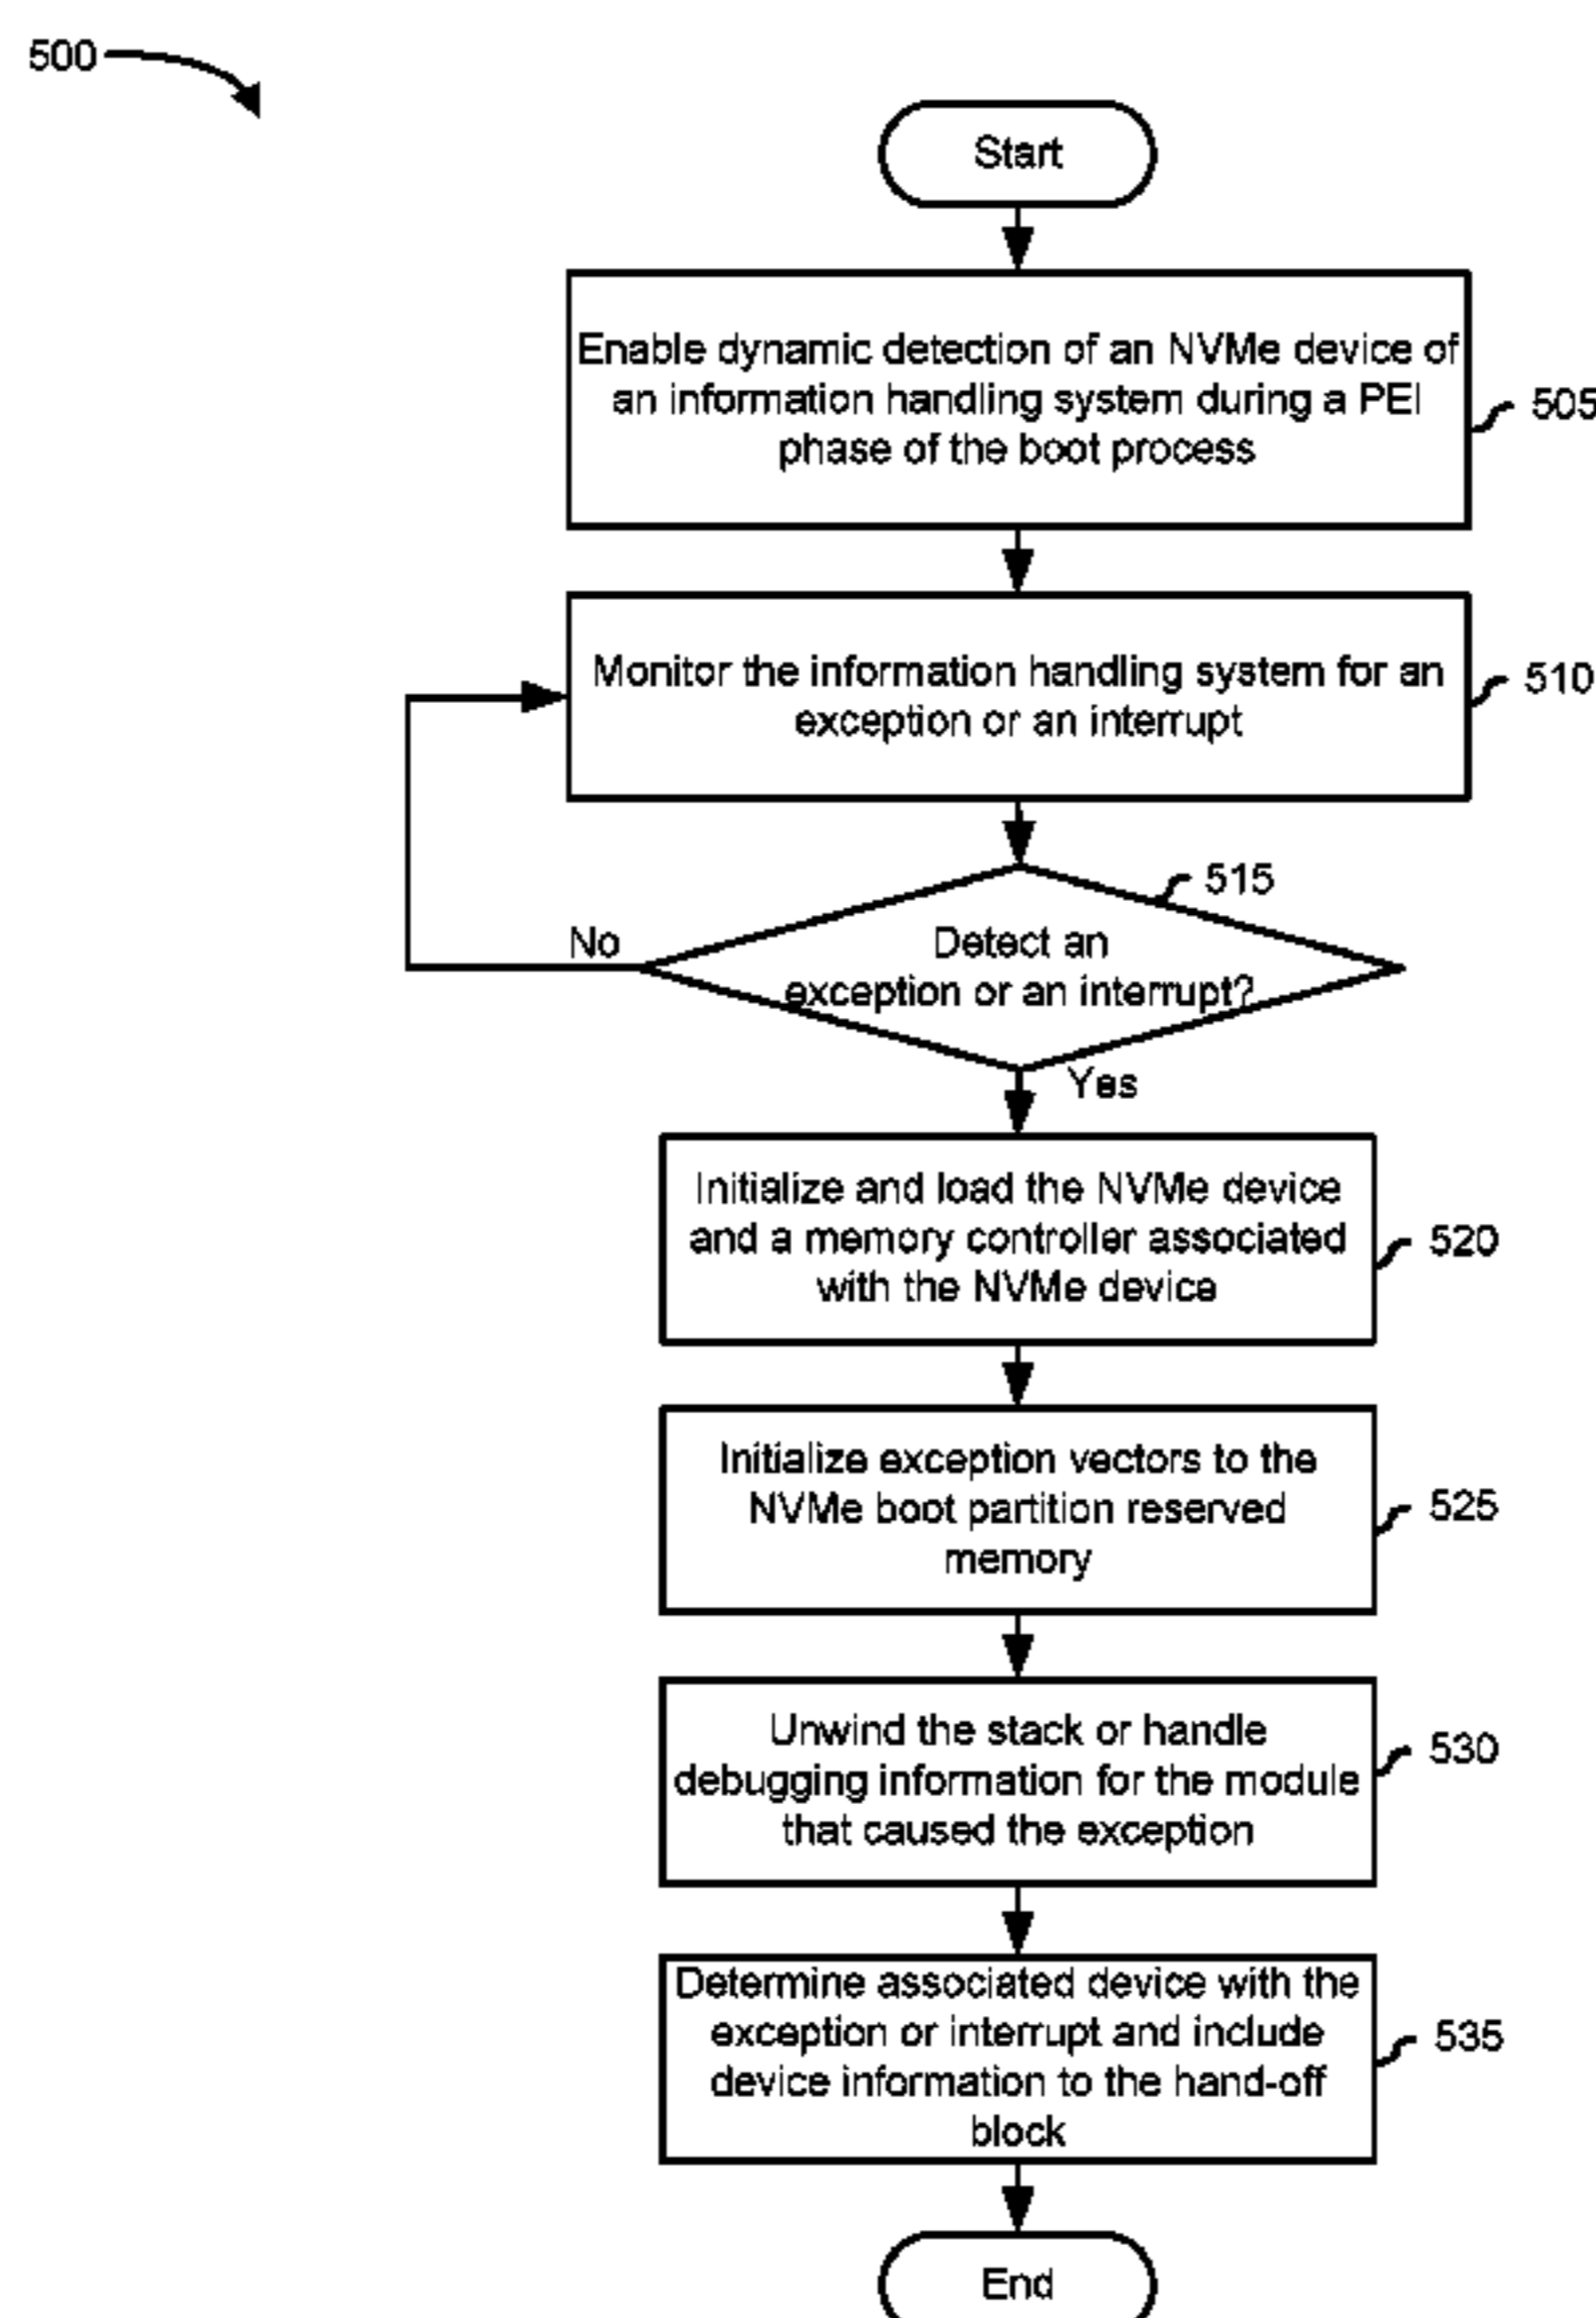 500
Start
Enable dynamic detection of an NVMe device of
an information handling system during a PEI
phase of the boot process
505
Monitor the information handling system for an
exception or an interrupt
510
515
No
Detect an
exception or an interrupt?
Yes
Initialize and load the NVMe device
and a memory controller associated
with the NVMe device
520
Initialize exception vectors to the
NVMe boot partition reserved
memory
525
Unwind the stack or handle
debugging information for the module
that caused the exception
530
Determine associated device with the
exception or interrupt and include
device information to the hand-off
block
535
End